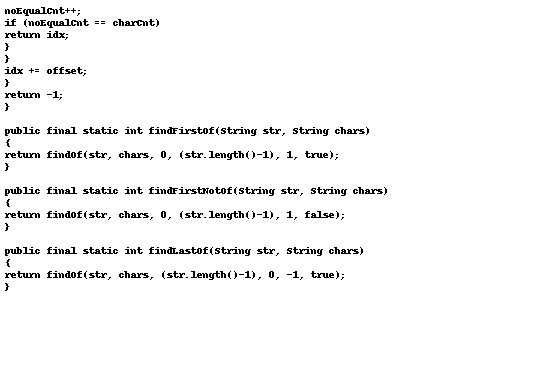 noEqualCnt++;
if (noEqualCnt == charCnt)
return idx;
}
}
idx += offset;
}
return -1;
}
public final static int findFirstOf(String str, String chars)
{
return findOf(str, chars, 0, (str.length()-1), 1, true);
}
public final static int findFirstNotOf(String str, String chars)
{
return findOf(str, chars, 0, (str.length()-1), 1, false);
}
public final static int findLastOf(String str, String chars)
{
return findOf(str, chars, (str.length()-1), 0, -1, true);
}